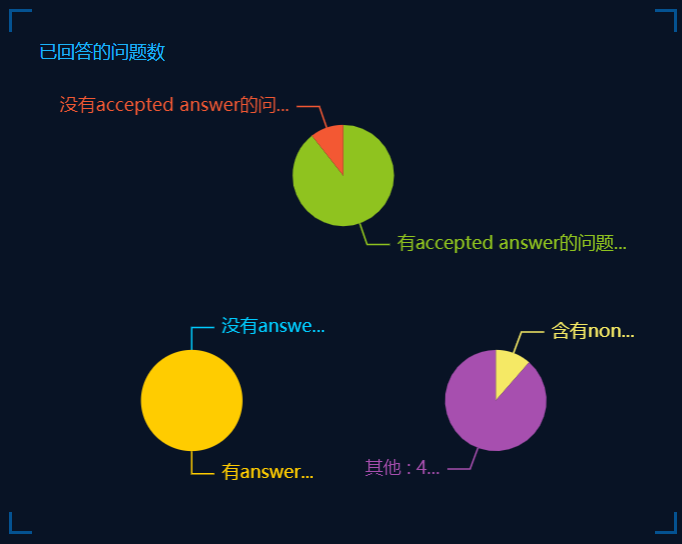 已回答的问题数
没有accepted answer的问...
有accepted answer的问题...
没有answe...
含有non...
有answer...
其他 : 4...